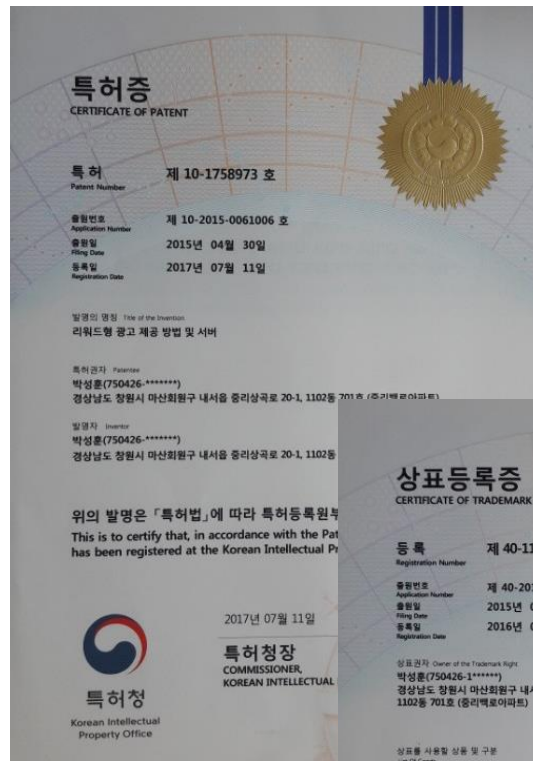 특허증
CERTIFICATE OF PATENT
특 허 제 10-1758973 호
Patent Number
출원번호 제 10-2015-0061006 호
Application Number
출원일 2015년 04월 30일
Filing Date
등록일 2017년 07월 11일
Registration Date
발명의 명칭 Title of the Invention
리워드형 광고 제공 방법 및 서버
특허권자 Patentee
박성훈(750426-*******)
경상남도 창원시 마산회원구 내서읍 중리상곡로 20-1, 1102동 701호 (중리백로아파트)
발명자 Inventor
박성훈(750426-*******)
경상남도 창원시 마산회원구 내서읍 중리상곡로 20-1, 1102동
위의 발명은 「특허법」에 따라 특허등록원부
This is to certify that, in accordance with the Pat
has been registered at the Korean Intellectual Pr
2017년 07월 11일
특허청장
COMMISSIONER,
KOREAN INTELLECTUAL
특허청
Korean Intellectual
Property Office
상표등록증
CERTIFICATE OF TRADEMARK
등 록 제 40-11
Registration Number
출원번호 제 40-201
Application Number
출원일 2015년 0
Filing Date
등록일 2016년 0
Registration Date
상표권자 Owner of the Trademark Right
박성훈(750426-1******)
경상남도 창원시 마산회원구 내서
1102동 701호 (중리백로아파트)
상표를 사용할 상품 및 구분